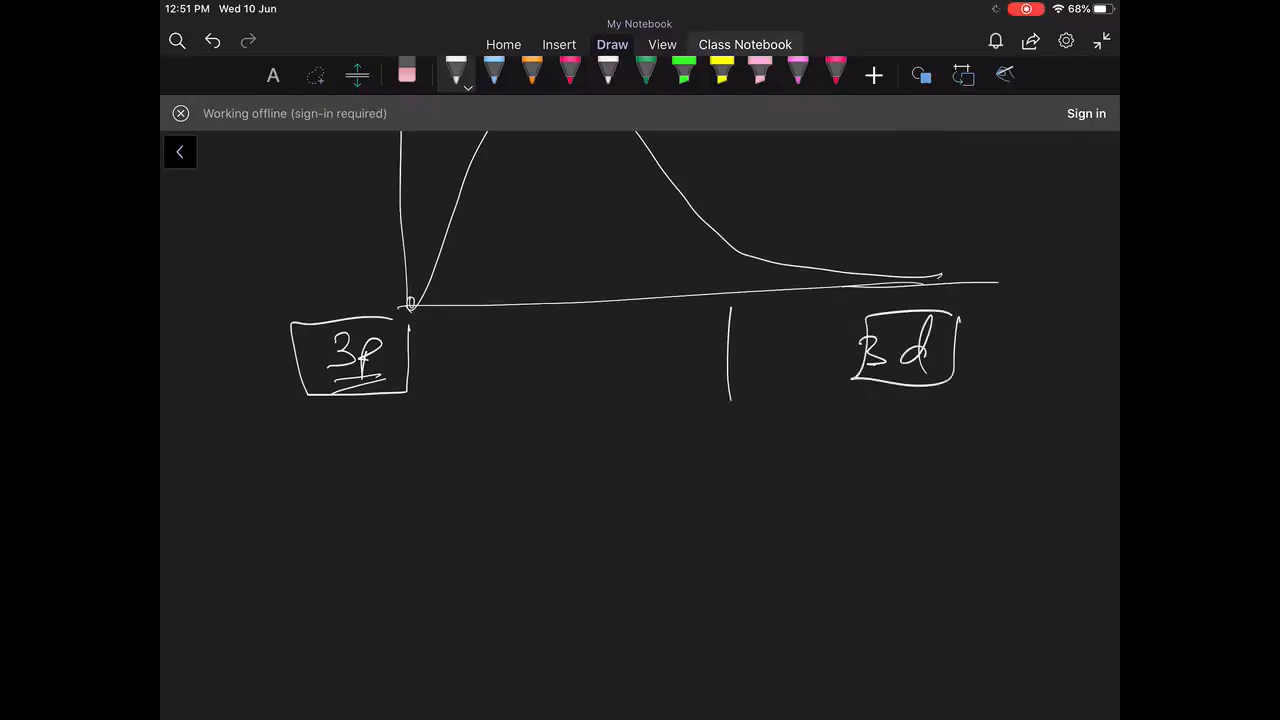 12:51 PM Wed 10 Jun 68%
My Notebook
Home Insert Draw View Class Notebook
A
Working offline (sign-in required) Sign in
3p 3d